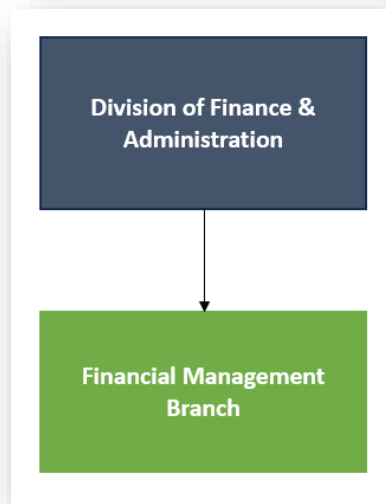 Division of Finance &
Administration
Financial Management
Branch